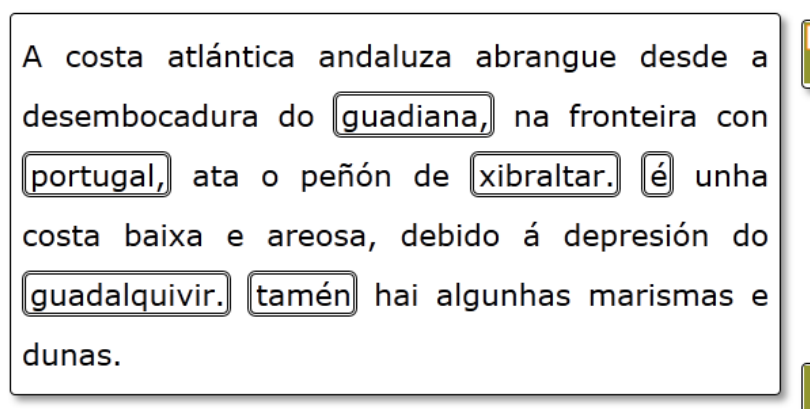 A costa atlántica andaluza abrangue desde a
desembocadura do guadiana, na fronteira con
portugal, ata o peñón de xibraltar. é unha
costa baixa e areosa, debido á depresión do
guadalquivir. tamén hai algunhas marismas e
dunas.